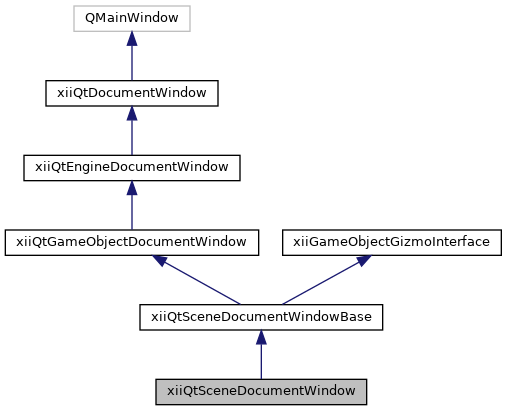 QMainWindow
xiiQtDocumentWindow
xiiQtEngineDocumentWindow
xiiQtGameObjectDocumentWindow
xiiGameObjectGizmoInterface
xiiQtSceneDocumentWindowBase
xiiQtSceneDocumentWindow